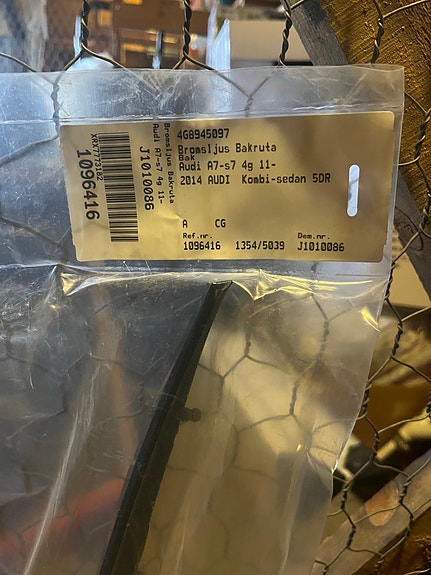 4G8945097
Bromsljus Bakruta
Bak
Audi A7-s7 4g 11-
2014 AUDI Kombi-sedan 5DR
A CG
Ref.nr. Dem.nr.
1096416 1354/5039 J1010086
Bromsljus Bakruta
Audi A7-s7 4g 11-
J1010086
1096416